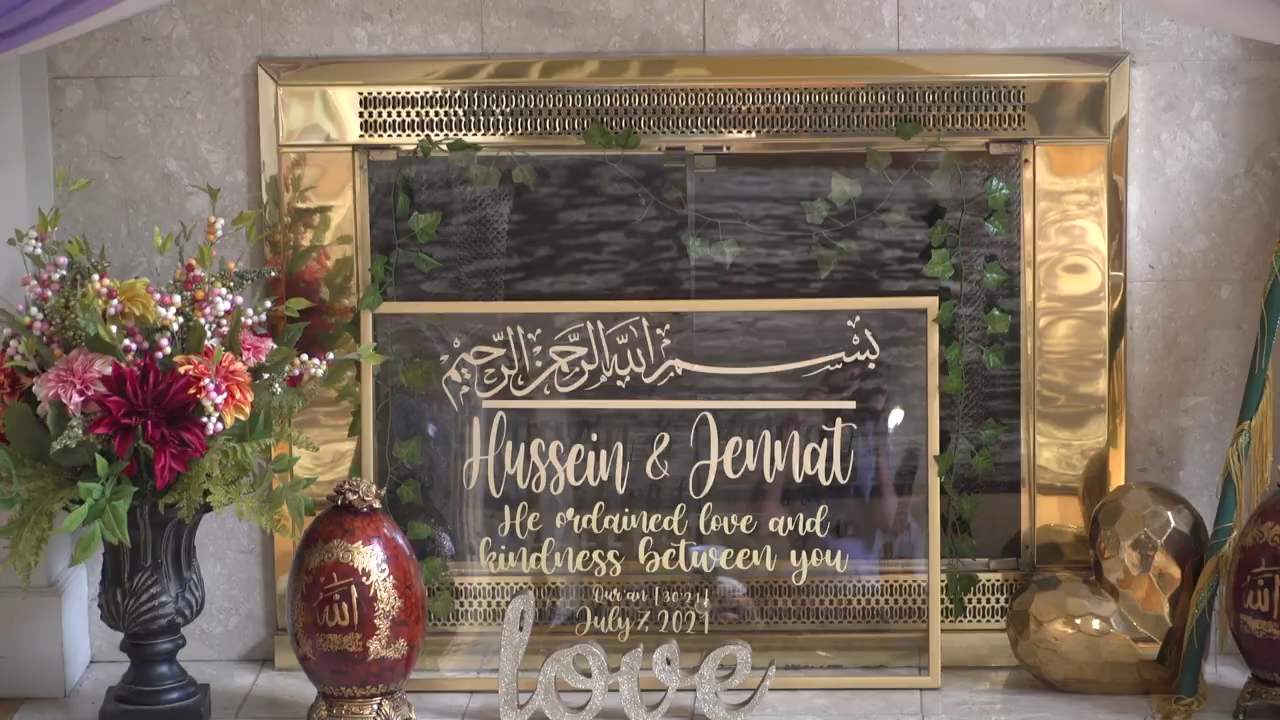 بسم الله الرحمن الرحيم
Hussein & Jennat
He ordained love and
kindness between you
Qur'an [30:21]
July 7, 2021
love
الله
الله